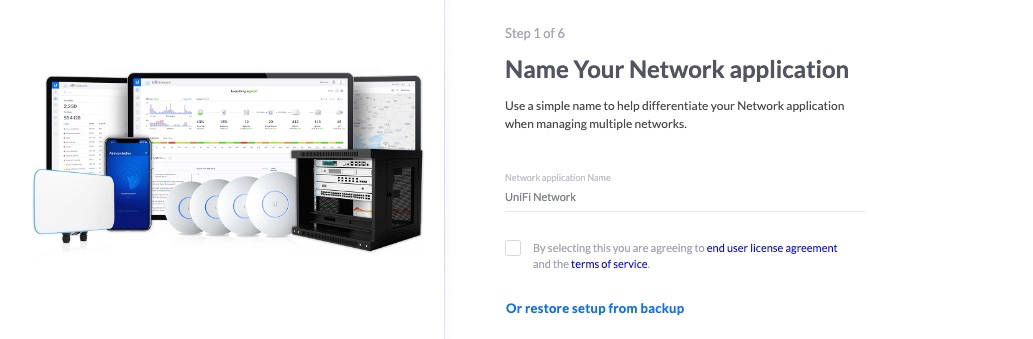 Step 1 of 6
Name Your Network application
Use a simple name to help differentiate your Network application
when managing multiple networks.
Network application Name
UniFi Network
By selecting this you are agreeing to end user license agreement
and the terms of service.
Or restore setup from backup